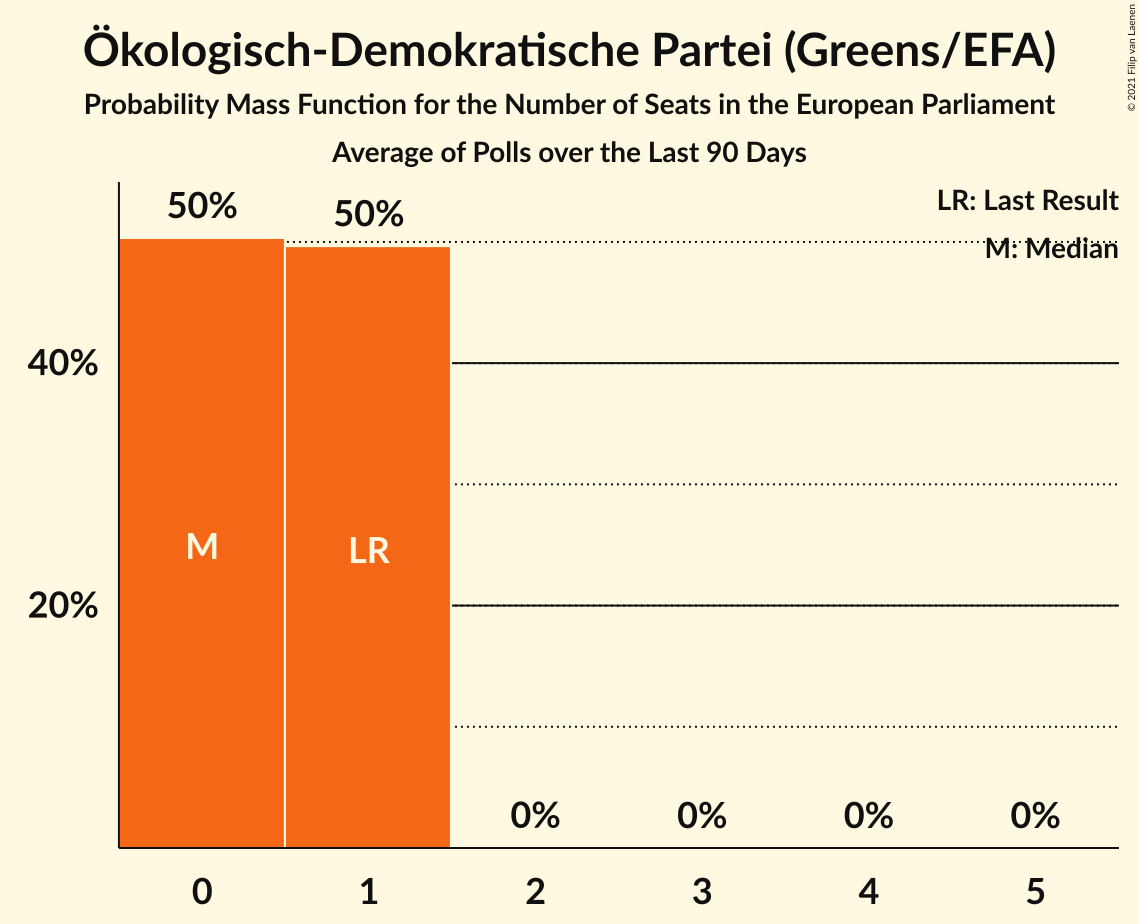 Ökologisch-Demokratische Partei (Greens/EFA)
Probability Mass Function for the Number of Seats in the European Parliament
Average of Polls over the Last 90 Days
© 2021 Filip van Laenen
LR: Last Result
M: Median
50%
50%
40%
20%
M
LR
0%
0%
0%
0%
0
1
2
3
4
5